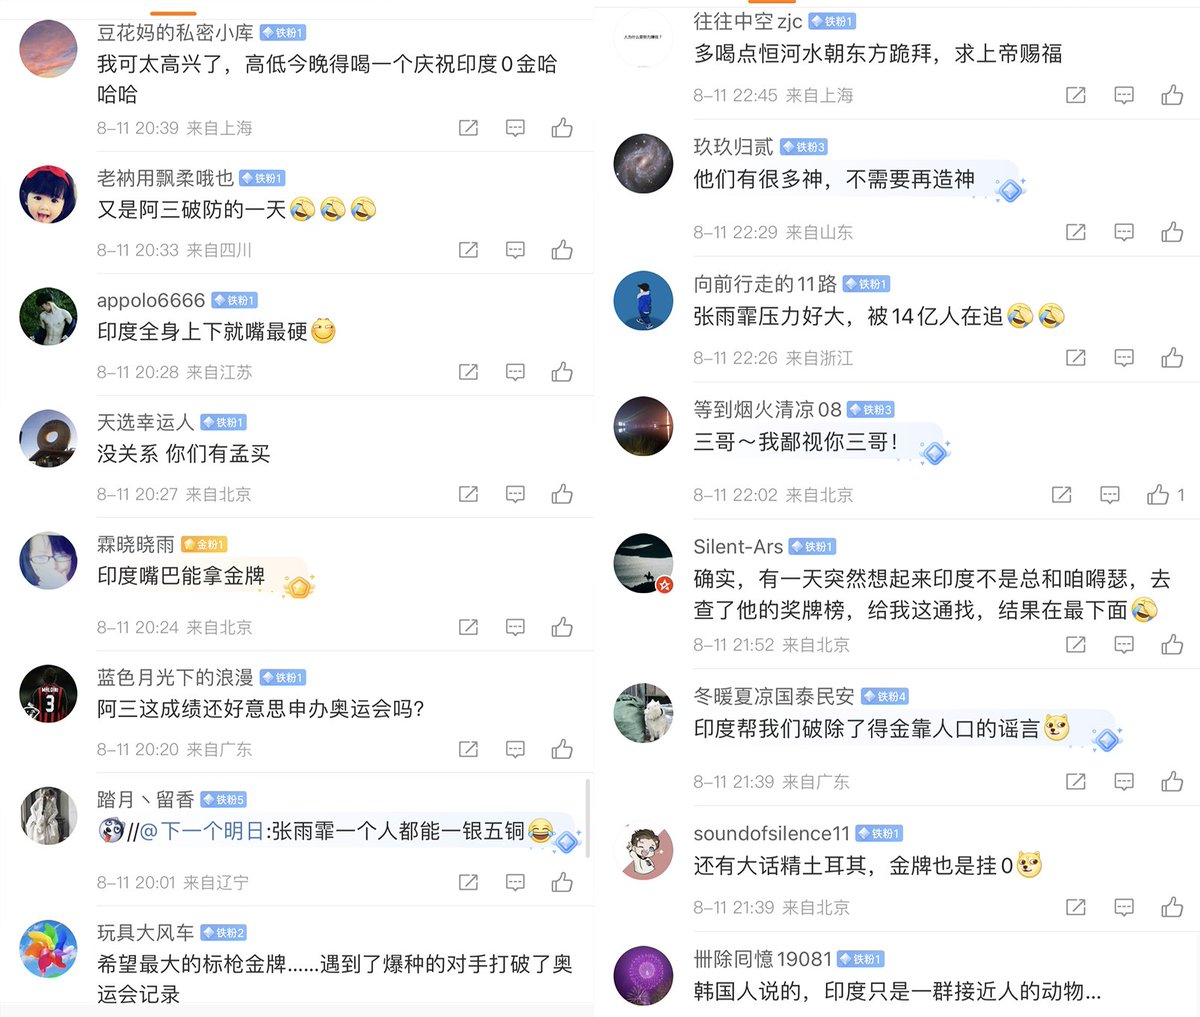 豆花妈的私密小库 铁粉1
我可太高兴了，高低今晚得喝一个庆祝印度0金哈
哈哈
8-11 20:39 来自上海
老衲用飘柔哦也 铁粉1
又是阿三破防的一天🤣🤣🤣
8-11 20:33 来自四川
appolo6666 铁粉1
印度全身上下就嘴最硬
8-11 20:28 来自江苏
天选幸运人 铁粉1
没关系 你们有孟买
8-11 20:27 来自北京
霖晓晓雨 金粉1
印度嘴巴能拿金牌
8-11 20:24 来自北京
蓝色月光下的浪漫 铁粉1
阿三这成绩还好意思申办奥运会吗？
8-11 20:20 来自广东
踏月丶留香 铁粉5
//@下一个明日:张雨霏一个人都能一银五铜😂
8-11 20:01 来自辽宁
玩具大风车 铁粉2
希望最大的标枪金牌......遇到了爆种的对手打破了奥
运会记录
MALDINI
3
人为什么要努力赚钱？
往往中空zjc 铁粉1
多喝点恒河水朝东方跪拜，求上帝赐福
8-11 22:45 来自上海
玖玖归贰 铁粉3
他们有很多神，不需要再造神
8-11 22:29 来自山东
向前行走的11路 铁粉1
张雨霏压力好大，被14亿人在追🤣🤣
8-11 22:26 来自浙江
等到烟火清凉08 铁粉3
三哥～我鄙视你三哥！
8-11 22:02 来自北京
1
Silent-Ars 铁粉1
确实，有一天突然想起来印度不是总和咱嘚瑟，去
查了他的奖牌榜，给我这通找，结果在最下面🤣
8-11 21:52 来自北京
冬暖夏凉国泰民安 铁粉4
印度帮我们破除了得金靠人口的谣言
8-11 21:39 来自广东
soundofsilence11 铁粉1
还有大话精土耳其，金牌也是挂0
8-11 21:39 来自北京
冊除同憶19081 铁粉1
韩国人说的，印度只是一群接近人的动物...